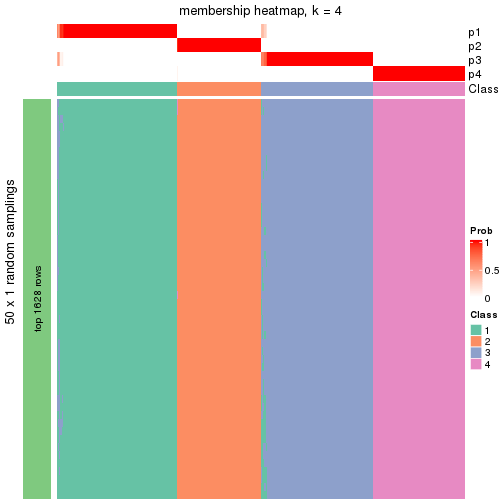 membership heatmap, k = 4
p1
p2
p3
p4
Class
50 x 1 random samplings
top 1628 rows
Prob
1
0.5
0
Class
1
2
3
4